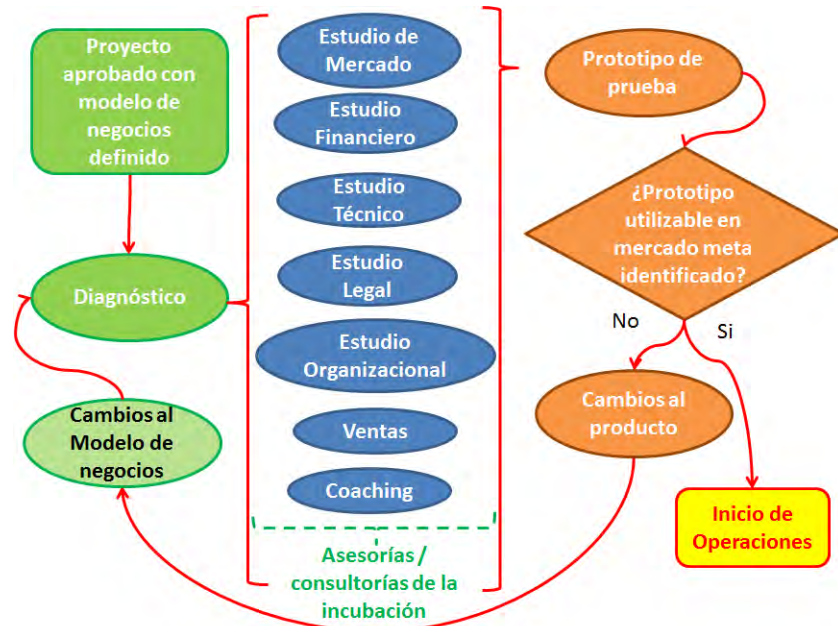 Proyecto
aprobado con
modelo de
negocios
definido
Diagnóstico
Cambios al
Modelo de
negocios
Estudio de
Mercado
Estudio
Financiero
Estudio
Técnico
Estudio
Legal
Estudio
Organizacional
Ventas
Coaching
Asesorías /
consultorías de la
incubación
Prototipo de
prueba
¿Prototipo
utilizable en
mercado meta
identificado?
No
Si
Cambios al
producto
Inicio de
Operaciones